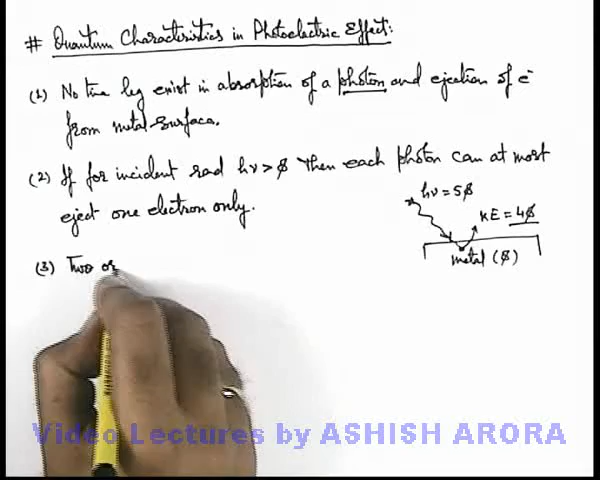 # Quantum Characteristics in Photoelectric Effect:
(1) No time leg exist in absorption of a photon and ejection of e⁻
from metal surface.
(2) If for incident rad hν > ϕ then each photon can at most
eject one electron only.
hν = 5ϕ
KE = 4ϕ
metal (ϕ)
(3) Two or
Video Lectures by ASHISH ARORA